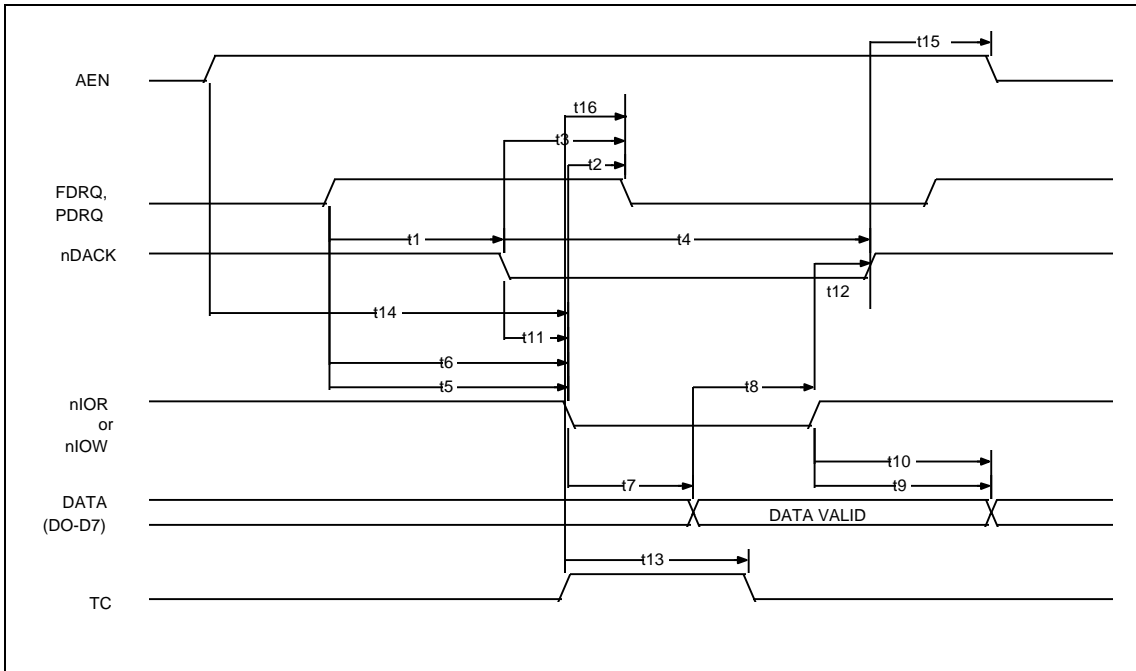 t15
AEN
t16
t3
t2
FDRQ,
PDRQ
t1
t4
nDACK
t12
t14
t11
t6
t5
t8
nIOR
or
nIOW
t10
t7
t9
DATA
(DO-D7)
DATA VALID
t13
TC